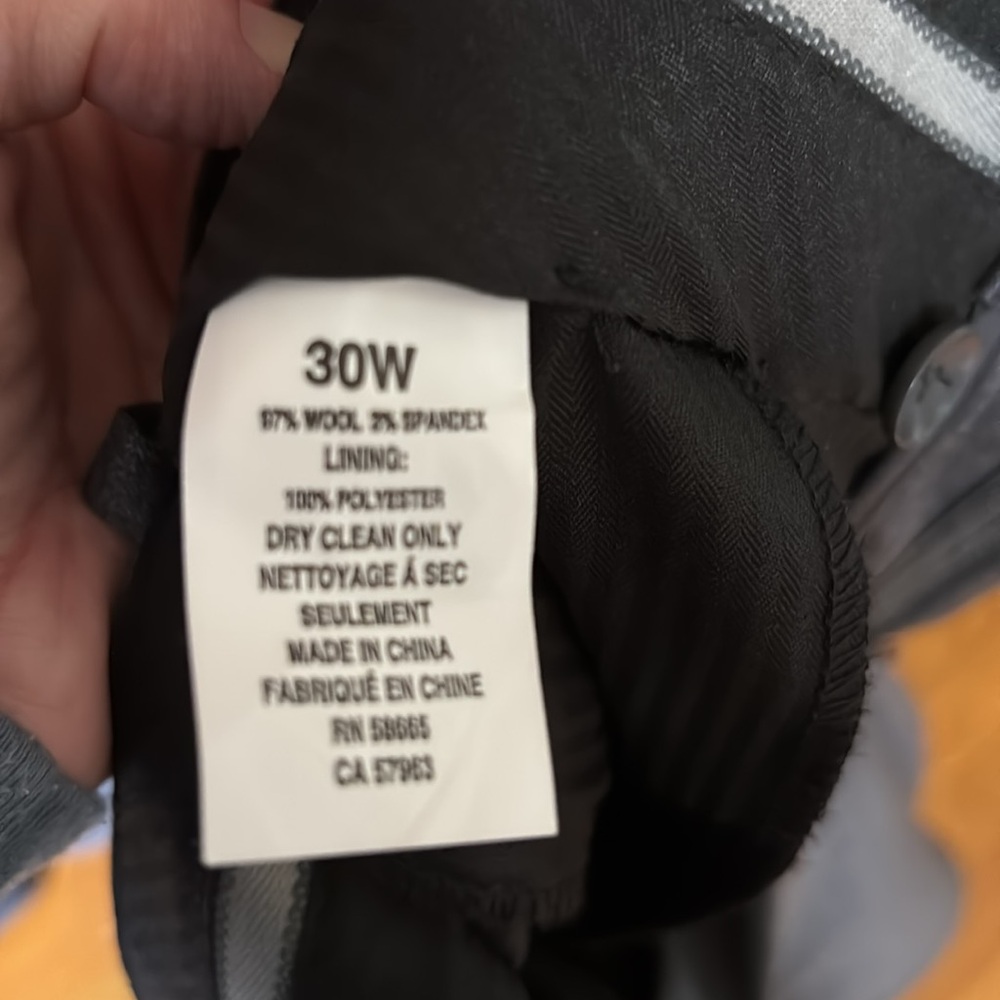 30W
97% WOOL 2% SPANDEX
LINING:
100% POLYESTER
DRY CLEAN ONLY
NETTOYAGE Á SEC
SEULEMENT
MADE IN CHINA
FABRIQUÉ EN CHINE
RN 58665
CA 57963